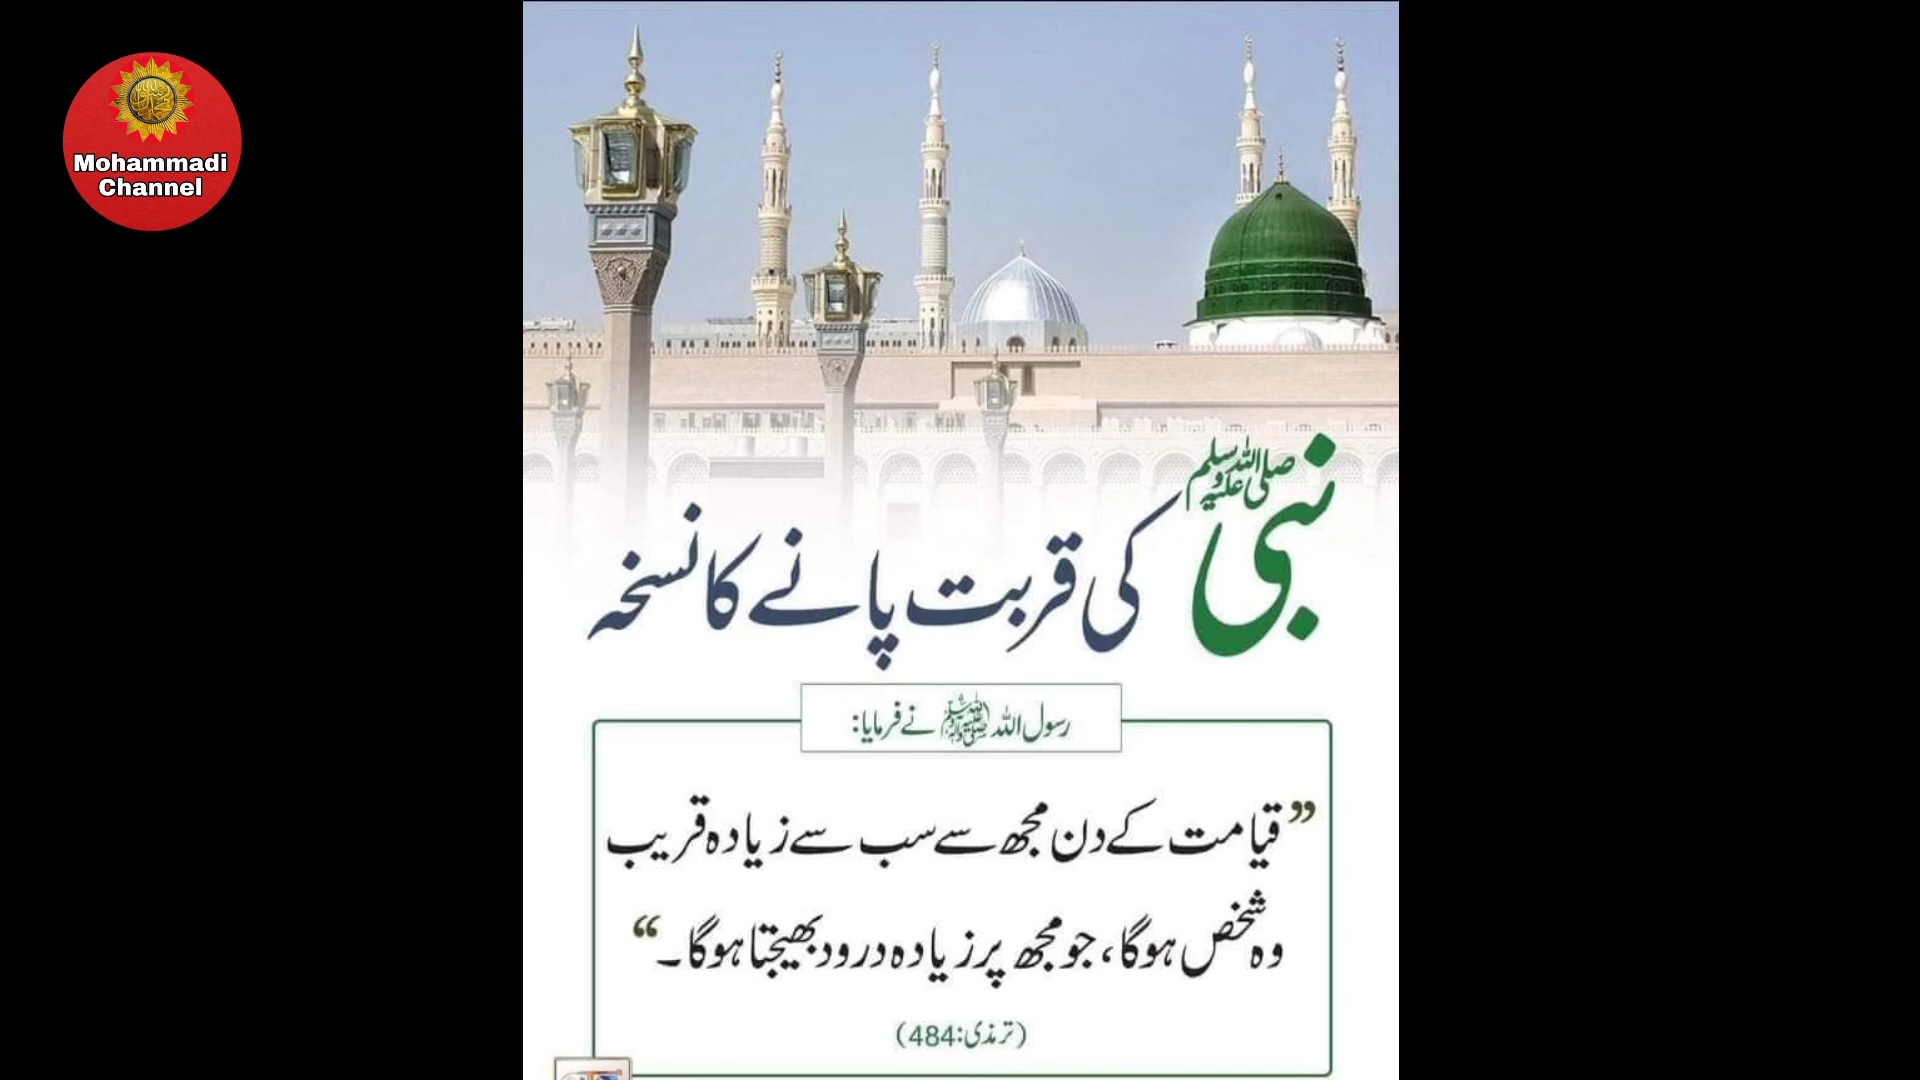 Mohammadi
Channel
نبی صلی اللہ علیہ وسلم کی قربت پانے کا نسخہ
رسول اللہ ﷺ نے فرمایا:
”قیامت کے دن مجھ سے سب سے زیادہ قریب
وہ شخص ہوگا، جو مجھ پر زیادہ درود بھیجتا ہوگا۔“
(ترمذی:484)